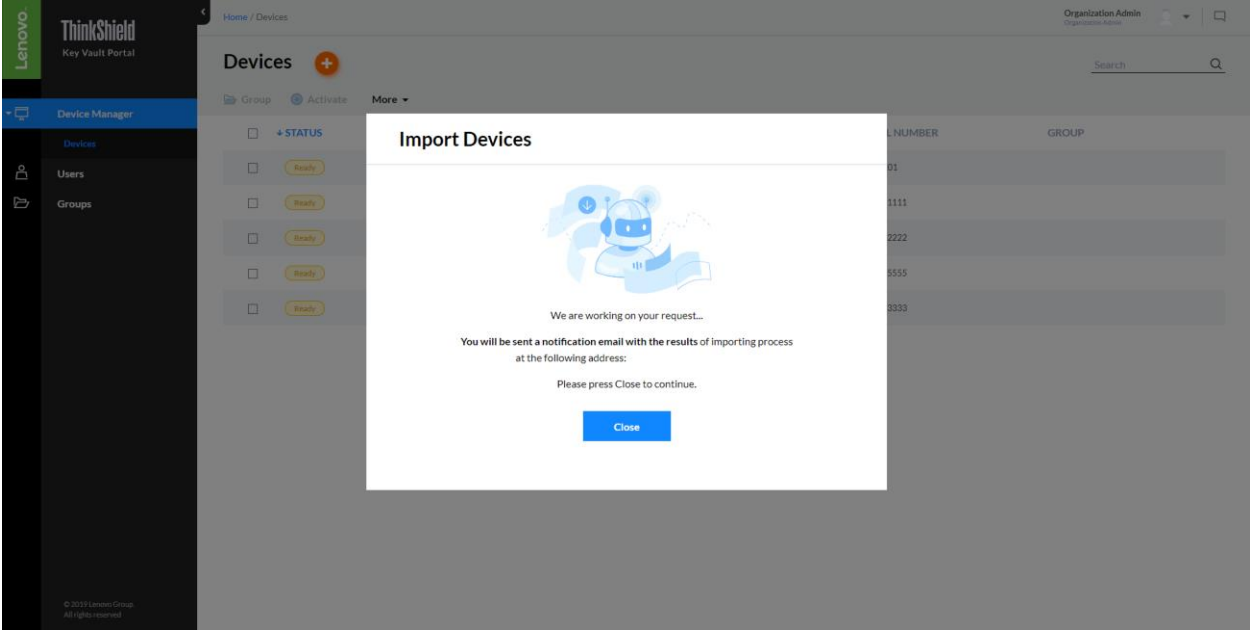 Lenovo.
ThinkShield
Key Vault Portal
Device Manager
Devices
Users
Groups
© 2019 Lenovo Group.
All rights reserved
Home / Devices
Organization Admin
Organization Admin
Devices
Search
Group Activate More
STATUS
L NUMBER GROUP
Ready 01
Ready 1111
Ready 2222
Ready 5555
Ready 3333
Import Devices
We are working on your request...
You will be sent a notification email with the results of importing process
at the following address:
Please press Close to continue.
Close